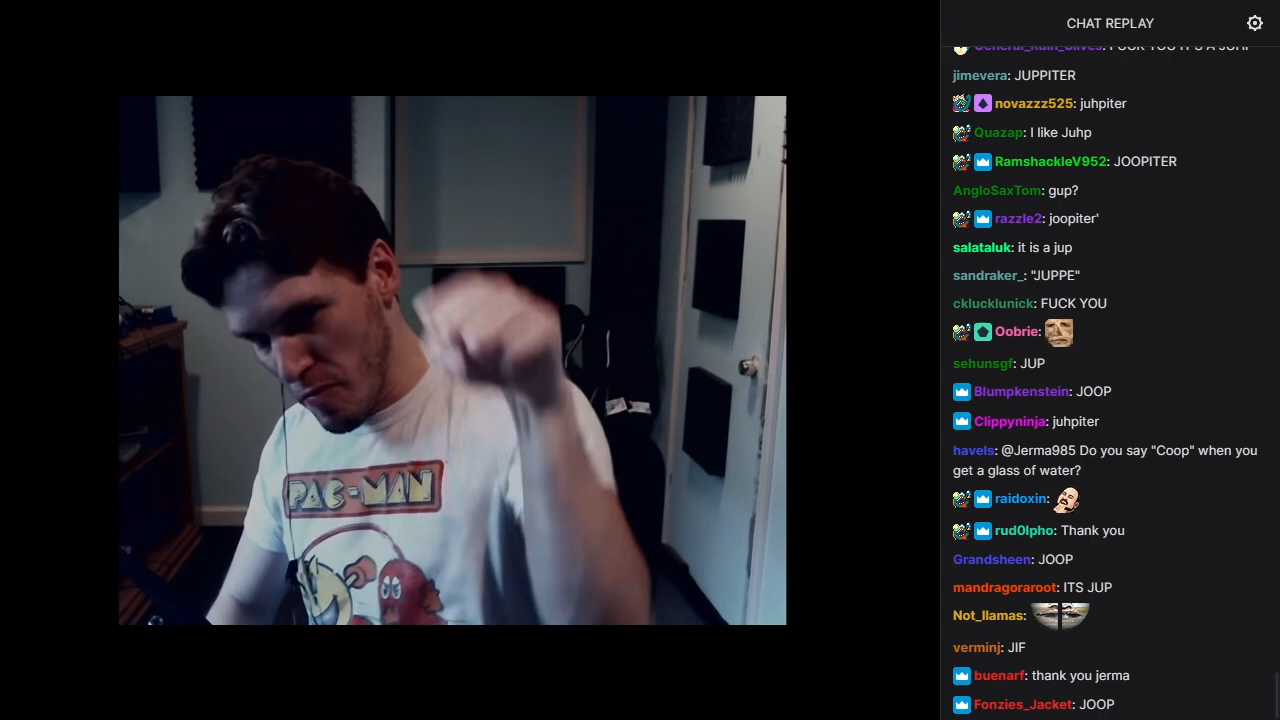 CHAT REPLAY
jimevera: JUPPITER
novazzz525: juhpiter
Quazap: I like Juhp
RamshackleV952: JOOPITER
AngloSaxTom: gup?
razzle2: joopiter'
salataluk: it is a jup
sandraker_: "JUPPE"
cklucklunick: FUCK YOU
Oobrie:
sehunsgf: JUP
Blumpkenstein: JOOP
Clippyninja: juhpiter
havels: @Jerma985 Do you say "Coop" when you
get a glass of water?
raidoxin:
rud0lpho: Thank you
Grandsheen: JOOP
mandragoraroot: ITS JUP
Not_llamas:
verminj: JIF
buenarf: thank you jerma
Fonzies_Jacket: JOOP
PAC-MAN